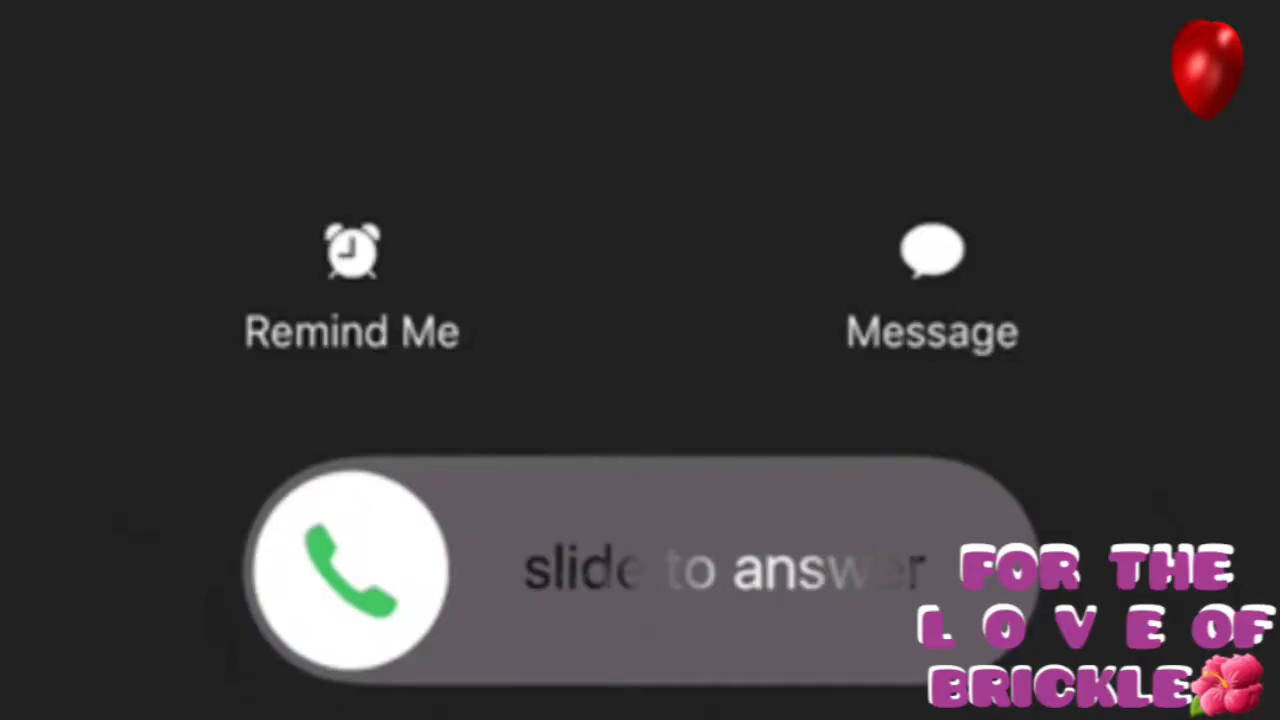 Remind Me
Message
slide to answer
FOR THE
L O V E OF
BRICKLE